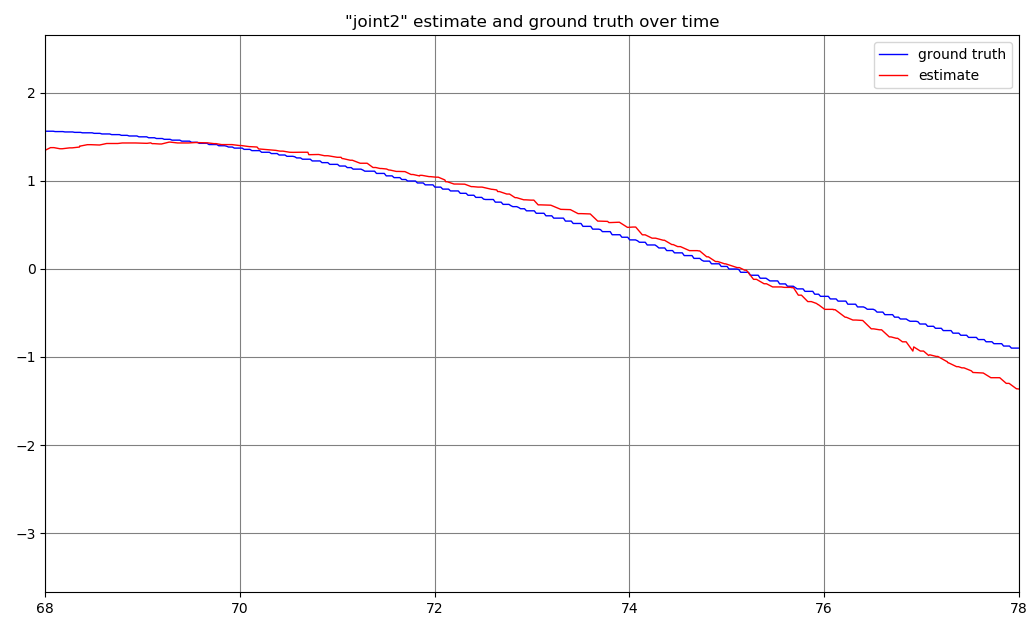 "joint2" estimate and ground truth over time
ground truth
estimate
2
1
0
−1
−2
−3
68 70 72 74 76 78